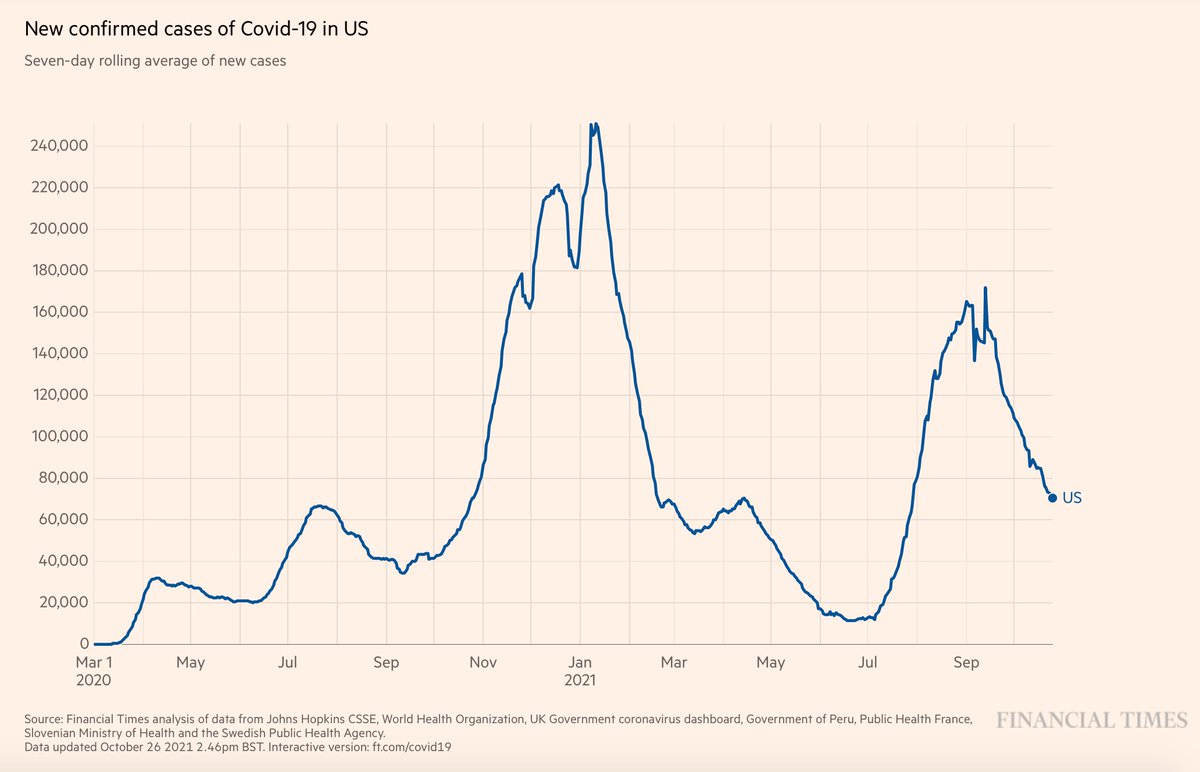 New confirmed cases of Covid-19 in US
Seven-day rolling average of new cases
240,000
220,000
200,000
180,000
160,000
140,000
120,000
100,000
80,000
60,000
40,000
20,000
0
US
Mar 1 May Jul Sep Nov Jan Mar May Jul Sep
2020 2021
Source: Financial Times analysis of data from Johns Hopkins CSSE, World Health Organization, UK Government coronavirus dashboard, Government of Peru, Public Health France,
Slovenian Ministry of Health and the Swedish Public Health Agency.
Data updated October 26 2021 2.46pm BST. Interactive version: ft.com/covid19
FINANCIAL TIMES